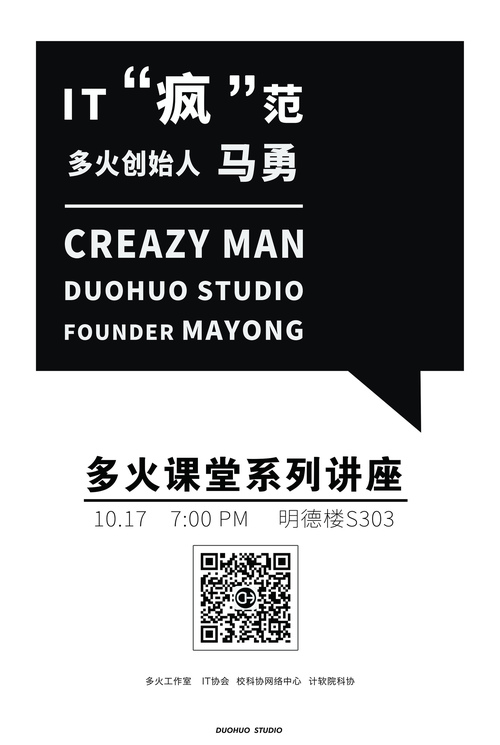 IT “疯” 范
多火创始人 马勇
CREAZY MAN
DUOHUO STUDIO
FOUNDER MAYONG
多火课堂系列讲座
10.17 7:00 PM 明德楼S303
多火工作室 IT协会 校科协网络中心 计软院科协
DUOHUO STUDIO